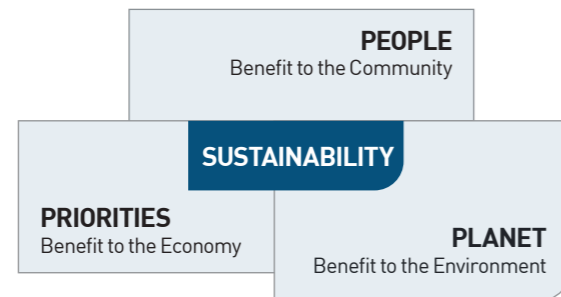 PEOPLE
Benefit to the Community
SUSTAINABILITY
PRIORITIES
Benefit to the Economy
PLANET
Benefit to the Environment